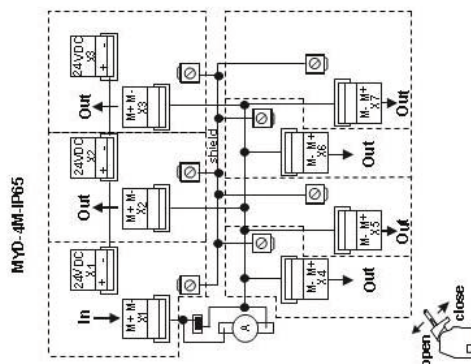 MYD-4M-IP65
24VDC
X3
- +
Out
M+ M-
X3
24VDC
X2
- +
Out
M+ M-
X2
24VDC
X1
- +
In
M+ M-
X1
shield
A
M- M+
X7
Out
M- M+
X6
Out
M- M+
X5
Out
M- M+
X4
Out
open
close